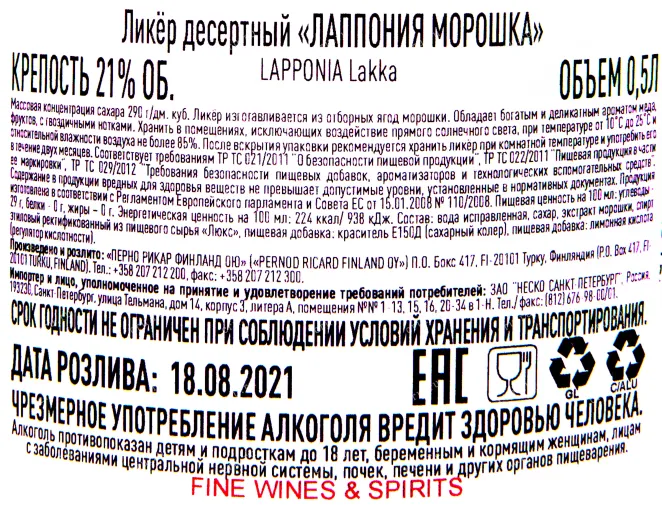 Ликёр десертный «ЛАППОНИЯ МОРОШКА»
LAPPONIA Lakka
КРЕПОСТЬ 21% ОБ.
ОБЪЕМ 0,5Л
Массовая концентрация сахара 290 г/дм. куб. Ликёр изготавливается из отборных ягод морошки. Обладает богатым и деликатным ароматом меда,
фруктов, с гвоздичными нотками. Хранить в помещениях, исключающих воздействие прямого солнечного света, при температуре от 10°С до 25°С и
относительной влажности воздуха не более 85%. После вскрытия упаковки рекомендуется хранить ликёр при комнатной температуре и употребить его
в течение двух месяцев. Соответствует требованиям ТР ТС 021/2011 "О безопасности пищевой продукции", ТР ТС 022/2011 "Пищевая продукция в части
ее маркировки", ТР ТС 029/2012 "Требования безопасности пищевых добавок, ароматизаторов и технологических вспомогательных средств".
Содержание в продукции вредных для здоровья веществ не превышает допустимые уровни, установленные в нормативных документах. Продукция
изготовлена в соответствии с Регламентом Европейского парламента и Совета ЕС от 15.01.2008 № 110/2008. Пищевая ценность на 100 мл: углеводы -
29 г, белки - 0 г, жиры - 0 г. Энергетическая ценность на 100 мл: 224 ккал/ 938 кДж. Состав: вода исправленная, сахар, экстракт морошки, спирт
этиловый ректификованный из пищевого сырья «Люкс», пищевая добавка: краситель Е150Д (сахарный колер), пищевая добавка: лимонная кислота
(регулятор кислотности).
Произведено и розлито: «ПЕРНО РИКАР ФИНЛАНД ОЮ» («PERNOD RICARD FINLAND OY») П.О. Бокс 417, FI-20101 Турку, Финляндия (P.O. Box 417, FI-
20101 TURKU, FINLAND). Тел.: +358 207 212 200, факс: +358 207 212 300.
Импортер и лицо, уполномоченное на принятие и удовлетворение требований потребителей: ЗАО "НЕСКО САНКТ ПЕТЕРБУРГ", Россия,
193230, Санкт-Петербург, улица Тельмана, дом 14, корпус 3, литера А, помещения №№ 1-13, 15, 16, 20-34 в 1-Н. Тел./факс: (812) 676-98-00/01.
СРОК ГОДНОСТИ НЕ ОГРАНИЧЕН ПРИ СОБЛЮДЕНИИ УСЛОВИЙ ХРАНЕНИЯ И ТРАНСПОРТИРОВАНИЯ.
ДАТА РОЗЛИВА: 18.08.2021
EAC
GL
C/ALU
ЧРЕЗМЕРНОЕ УПОТРЕБЛЕНИЕ АЛКОГОЛЯ ВРЕДИТ ЗДОРОВЬЮ ЧЕЛОВЕКА.
Алкоголь противопоказан детям и подросткам до 18 лет, беременным и кормящим женщинам, лицам
с заболеваниями центральной нервной системы, почек, печени и других органов пищеварения.
FINE WINES & SPIRITS